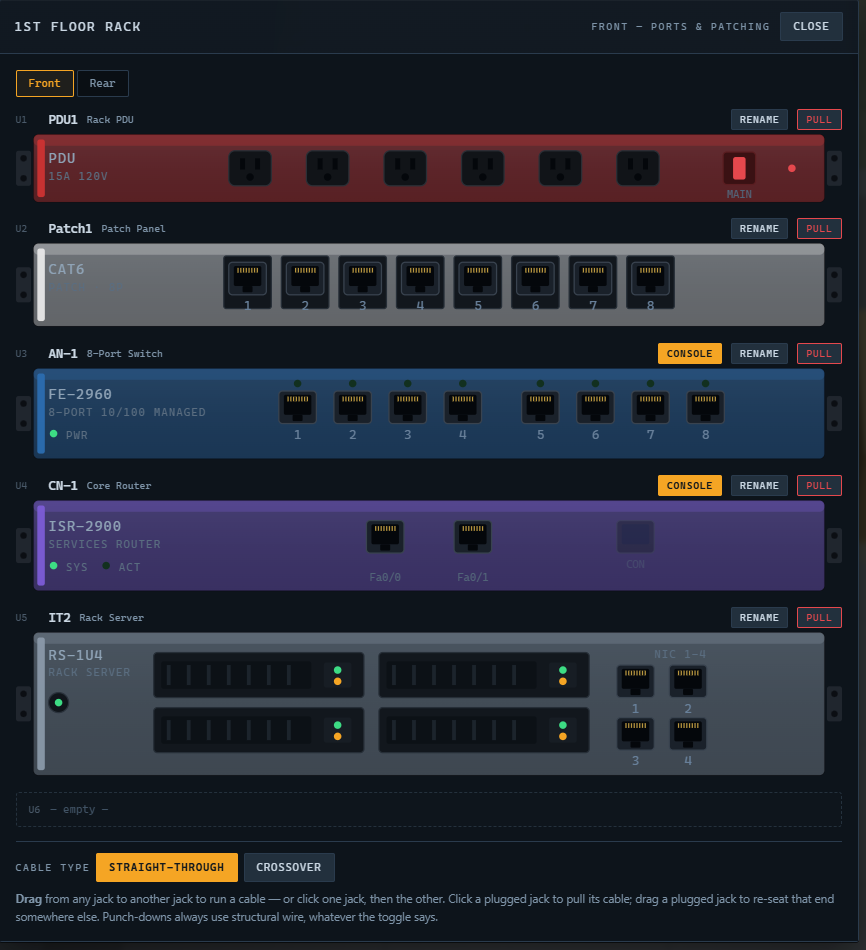 1ST FLOOR RACK FRONT — PORTS & PATCHING CLOSE
Front Rear
U1 PDU1 Rack PDU RENAME PULL
PDU
15A 120V
MAIN
U2 Patch1 Patch Panel RENAME PULL
CAT6
1 2 3 4 5 6 7 8
U3 AN-1 8-Port Switch CONSOLE RENAME PULL
FE-2960
8-PORT 10/100 MANAGED
PWR 1 2 3 4 5 6 7 8
U4 CN-1 Core Router CONSOLE RENAME PULL
ISR-2900
SERVICES ROUTER
SYS ACT CON
Fa0/0 Fa0/1
U5 IT2 Rack Server RENAME PULL
RS-1U4 NIC 1-4
RACK SERVER
1 2
3 4
U6 — empty —
CABLE TYPE STRAIGHT-THROUGH CROSSOVER
Drag from any jack to another jack to run a cable — or click one jack, then the other. Click a plugged jack to pull its cable; drag a plugged jack to re-seat that end
somewhere else. Punch-downs always use structural wire, whatever the toggle says.